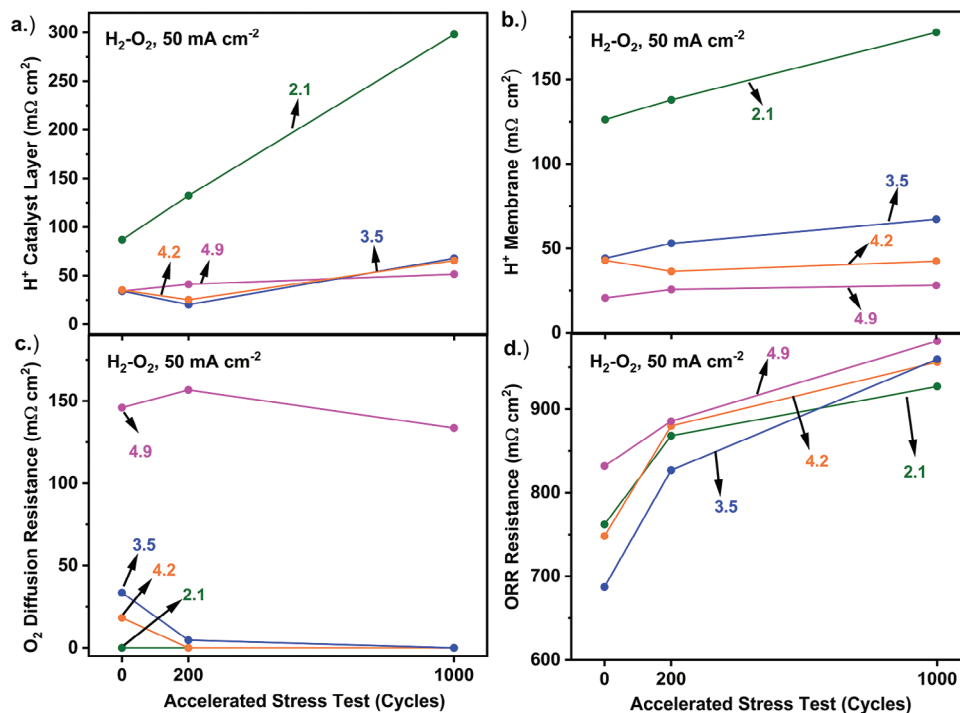 a.)
H₂-O₂, 50 mA cm⁻²
2.1
4.2
4.9
3.5
300
250
200
150
100
50
0
H⁺ Catalyst Layer (mΩ cm²)
b.)
H₂-O₂, 50 mA cm⁻²
2.1
3.5
4.2
4.9
150
100
50
0
H⁺ Membrane (mΩ cm²)
c.)
H₂-O₂, 50 mA cm⁻²
4.9
3.5
4.2
2.1
150
100
50
0
O₂ Diffusion Resistance (mΩ cm²)
0 200 1000
Accelerated Stress Test (Cycles)
d.)
H₂-O₂, 50 mA cm⁻²
4.9
4.2
2.1
3.5
900
800
700
600
ORR Resistance (mΩ cm²)
0 200 1000
Accelerated Stress Test (Cycles)